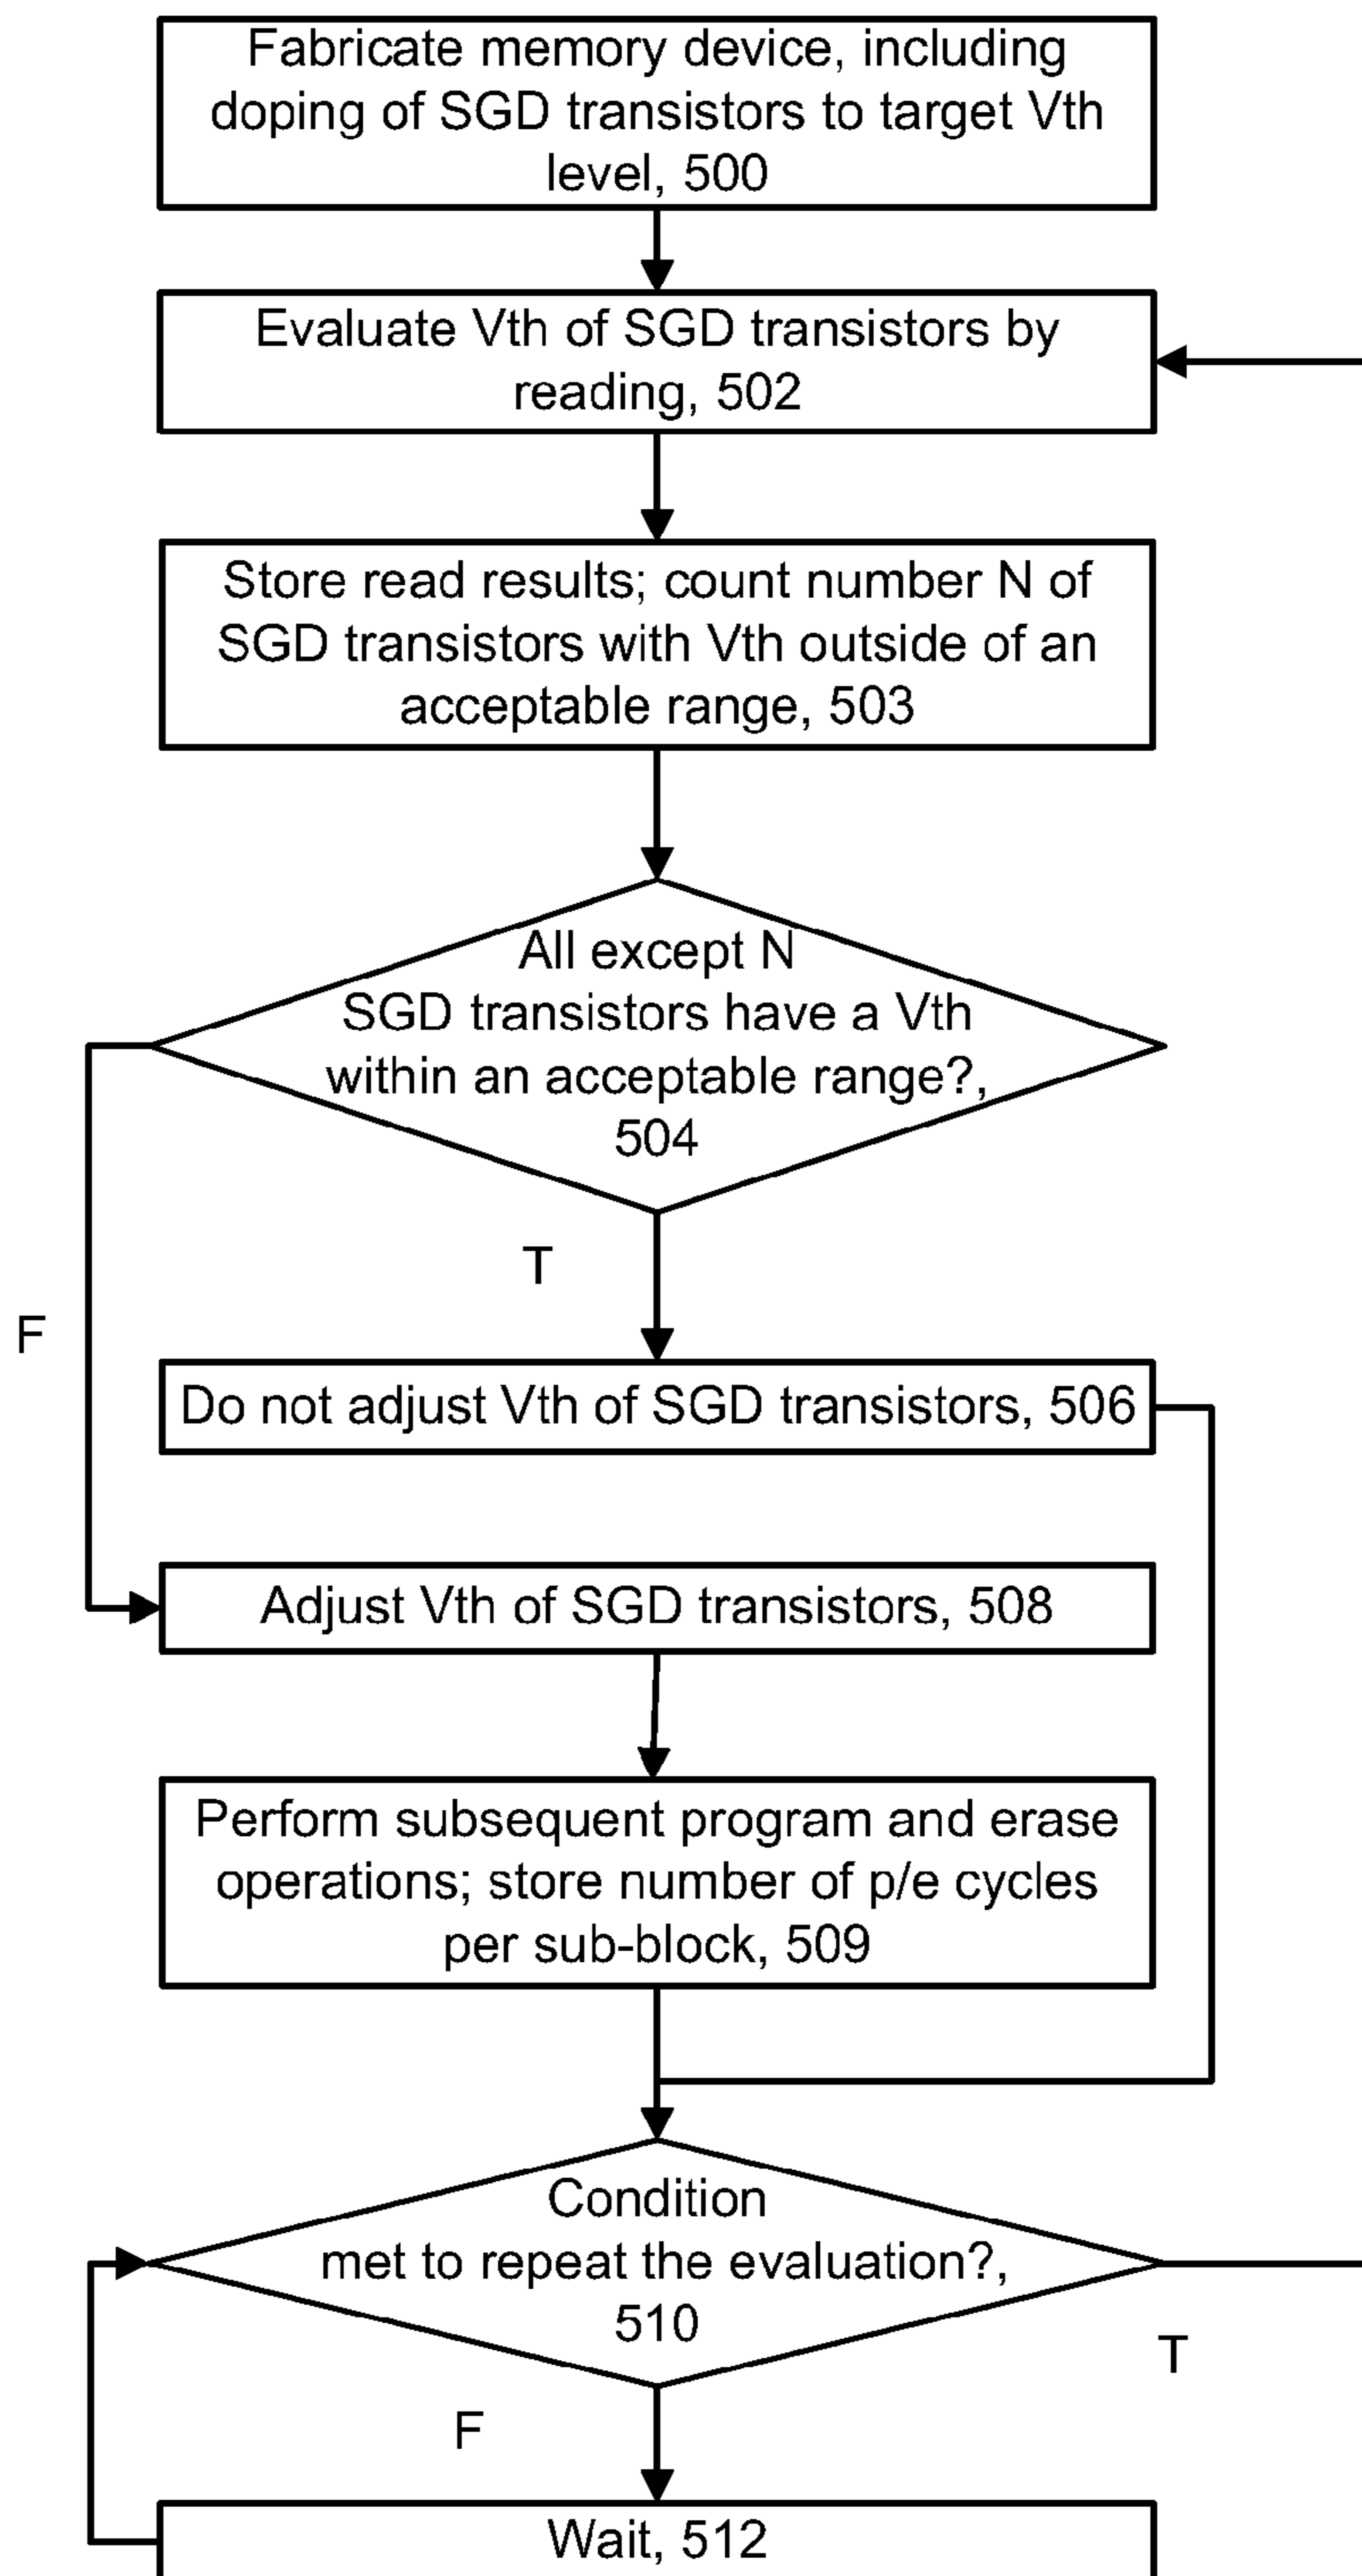 Fabricate memory device, including
doping of SGD transistors to target Vth
level, 500
Evaluate Vth of SGD transistors by
reading, 502
Store read results; count number N of
SGD transistors with Vth outside of an
acceptable range, 503
All except N
SGD transistors have a Vth
within an acceptable range?,
504
T
F
Do not adjust Vth of SGD transistors, 506
Adjust Vth of SGD transistors, 508
Perform subsequent program and erase
operations; store number of p/e cycles
per sub-block, 509
Condition
met to repeat the evaluation?,
510
T
F
Wait, 512